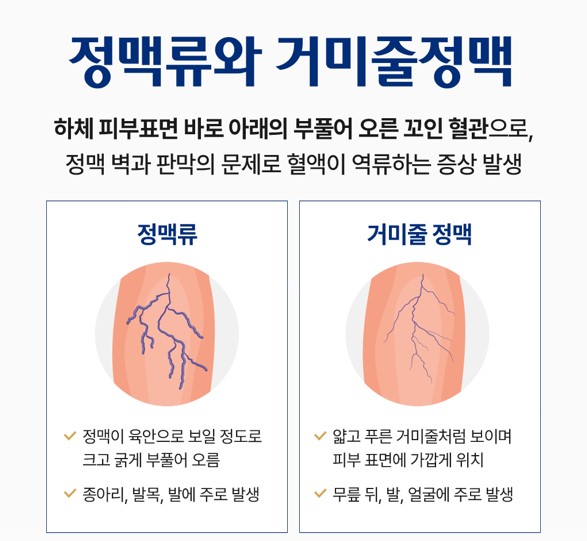 정맥류와 거미줄정맥
하체 피부표면 바로 아래의 부풀어 오른 꼬인 혈관으로,
정맥 벽과 판막의 문제로 혈액이 역류하는 증상 발생
정맥류
정맥이 육안으로 보일 정도로
크고 굵게 부풀어 오름
종아리, 발목, 발에 주로 발생
거미줄 정맥
얇고 푸른 거미줄처럼 보이며
피부 표면에 가깝게 위치
무릎 뒤, 발, 얼굴에 주로 발생